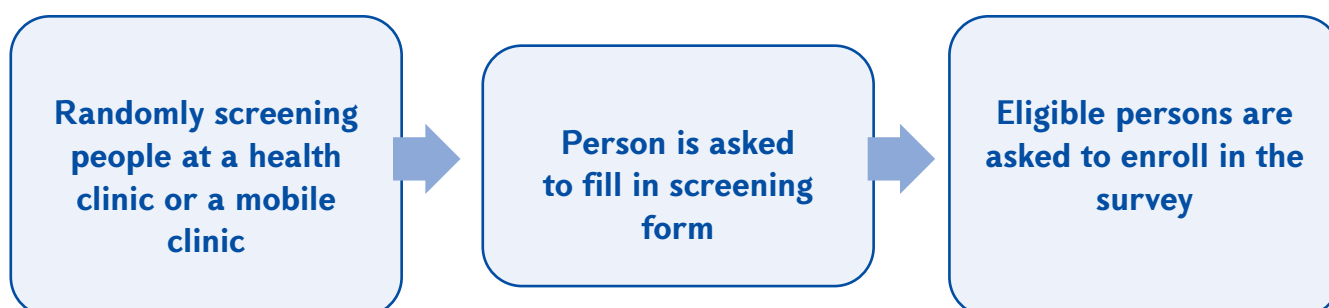 Randomly screening
people at a health
clinic or a mobile
clinic
Person is asked
to fill in screening
form
Eligible persons are
asked to enroll in the
survey